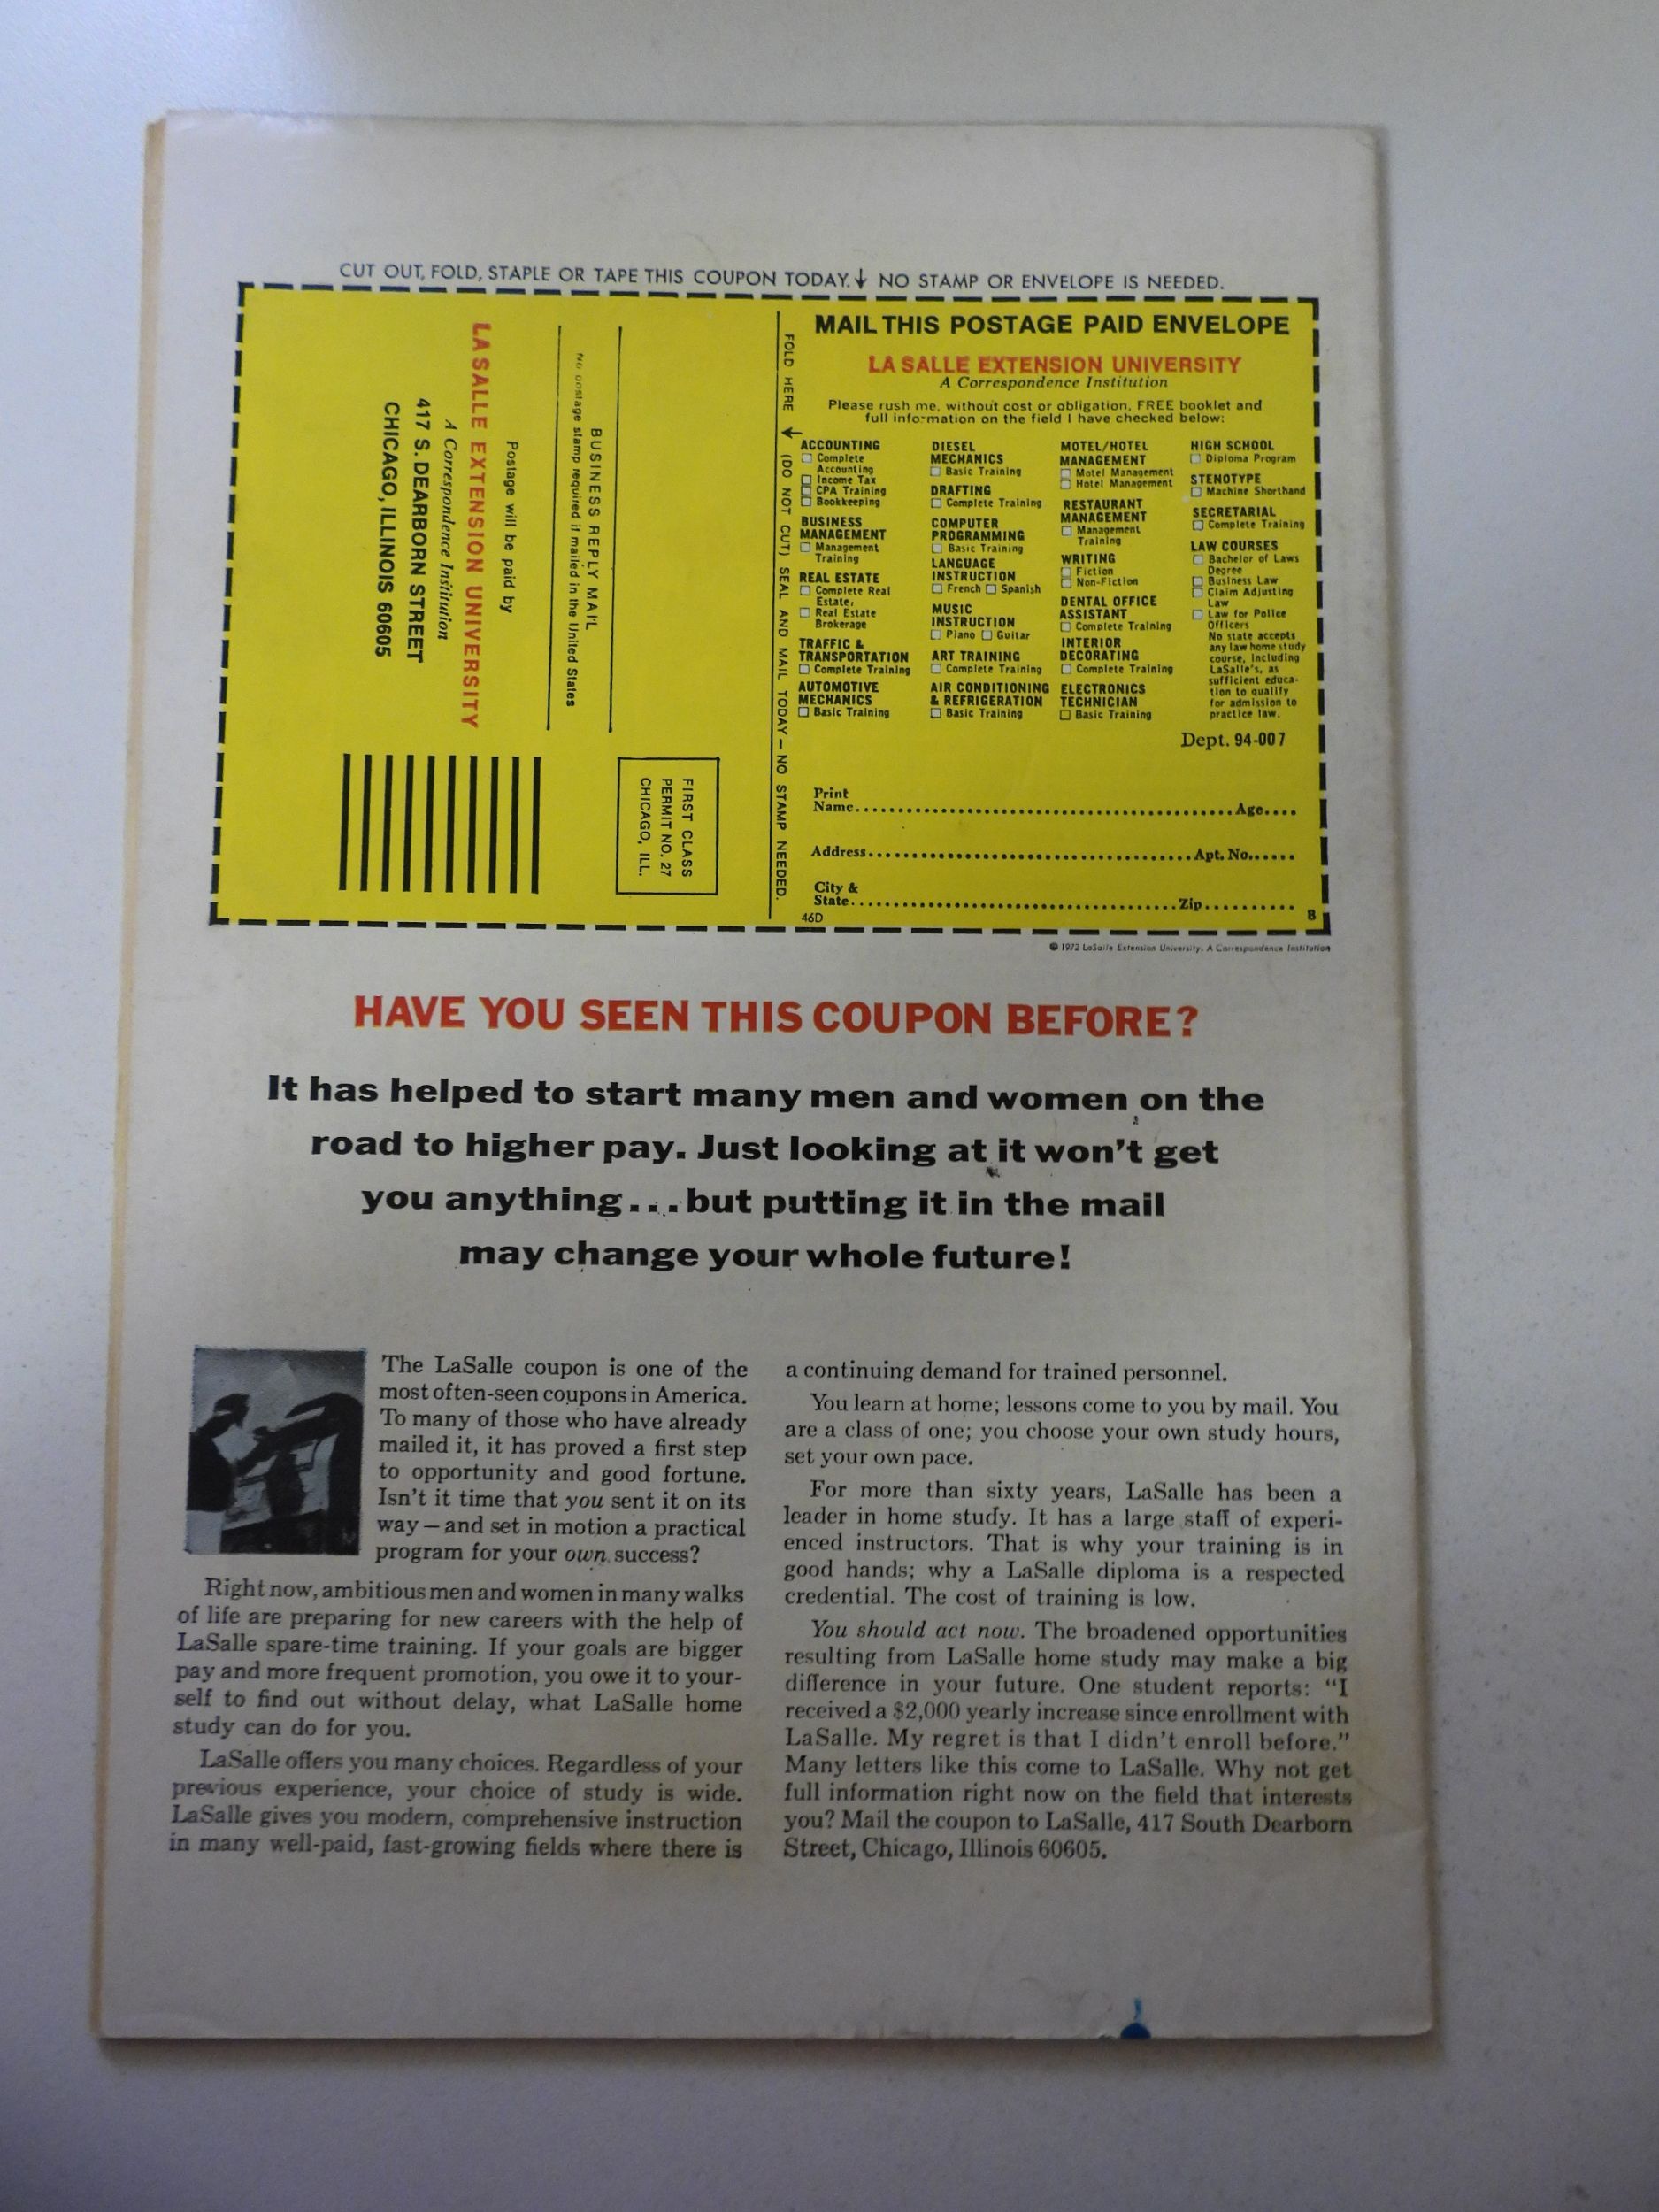 CUT OUT, FOLD, STAPLE OR TAPE THIS COUPON TODAY. ↓ NO STAMP OR ENVELOPE IS NEEDED.
LA SALLE EXTENSION UNIVERSITY
A Correspondence Institution
417 S. DEARBORN STREET
CHICAGO, ILLINOIS 60605
Postage will be paid by
No postage stamp required if mailed in the United States
BUSINESS REPLY MAIL
FIRST CLASS
PERMIT NO. 27
CHICAGO, ILL.
FOLD HERE → (DO NOT CUT) SEAL AND MAIL TODAY — NO STAMP NEEDED.
MAIL THIS POSTAGE PAID ENVELOPE
LA SALLE EXTENSION UNIVERSITY
A Correspondence Institution
Please rush me, without cost or obligation, FREE booklet and
full information on the field I have checked below:
ACCOUNTING
☐ Complete
Accounting
☐ Income Tax
☐ CPA Training
☐ Bookkeeping
BUSINESS
MANAGEMENT
☐ Management
Training
REAL ESTATE
☐ Complete Real
Estate,
☐ Real Estate
Brokerage
TRAFFIC &
TRANSPORTATION
☐ Complete Training
AUTOMOTIVE
MECHANICS
☐ Basic Training
DIESEL
MECHANICS
☐ Basic Training
DRAFTING
☐ Complete Training
COMPUTER
PROGRAMMING
☐ Basic Training
LANGUAGE
INSTRUCTION
☐ French ☐ Spanish
MUSIC
INSTRUCTION
☐ Piano ☐ Guitar
ART TRAINING
☐ Complete Training
AIR CONDITIONING
& REFRIGERATION
☐ Basic Training
MOTEL/HOTEL
MANAGEMENT
☐ Motel Management
☐ Hotel Management
RESTAURANT
MANAGEMENT
☐ Management
Training
WRITING
☐ Fiction
☐ Non-Fiction
DENTAL OFFICE
ASSISTANT
☐ Complete Training
INTERIOR
DECORATING
☐ Complete Training
ELECTRONICS
TECHNICIAN
☐ Basic Training
HIGH SCHOOL
☐ Diploma Program
STENOTYPE
☐ Machine Shorthand
SECRETARIAL
☐ Complete Training
LAW COURSES
☐ Bachelor of Laws
Degree
☐ Business Law
☐ Claim Adjusting
Law
☐ Law for Police
Officers
No state accepts
any law home study
course, including
LaSalle's, as
sufficient educa-
tion to qualify
for admission to
practice law.
Dept. 94-007
Print
Name.......... Age....
Address.......... Apt. No......
City &
State.......... Zip..........
46D B
© 1972 LaSalle Extension University, A Correspondence Institution
HAVE YOU SEEN THIS COUPON BEFORE?
It has helped to start many men and women on the
road to higher pay. Just looking at it won't get
you anything...but putting it in the mail
may change your whole future!
The LaSalle coupon is one of the
most often-seen coupons in America.
To many of those who have already
mailed it, it has proved a first step
to opportunity and good fortune.
Isn't it time that you sent it on its
way — and set in motion a practical
program for your own success?
Right now, ambitious men and women in many walks
of life are preparing for new careers with the help of
LaSalle spare-time training. If your goals are bigger
pay and more frequent promotion, you owe it to your-
self to find out without delay, what LaSalle home
study can do for you.
LaSalle offers you many choices. Regardless of your
previous experience, your choice of study is wide.
LaSalle gives you modern, comprehensive instruction
in many well-paid, fast-growing fields where there is
a continuing demand for trained personnel.
You learn at home; lessons come to you by mail. You
are a class of one; you choose your own study hours,
set your own pace.
For more than sixty years, LaSalle has been a
leader in home study. It has a large staff of experi-
enced instructors. That is why your training is in
good hands; why a LaSalle diploma is a respected
credential. The cost of training is low.
You should act now. The broadened opportunities
resulting from LaSalle home study may make a big
difference in your future. One student reports: "I
received a $2,000 yearly increase since enrollment with
LaSalle. My regret is that I didn't enroll before."
Many letters like this come to LaSalle. Why not get
full information right now on the field that interests
you? Mail the coupon to LaSalle, 417 South Dearborn
Street, Chicago, Illinois 60605.